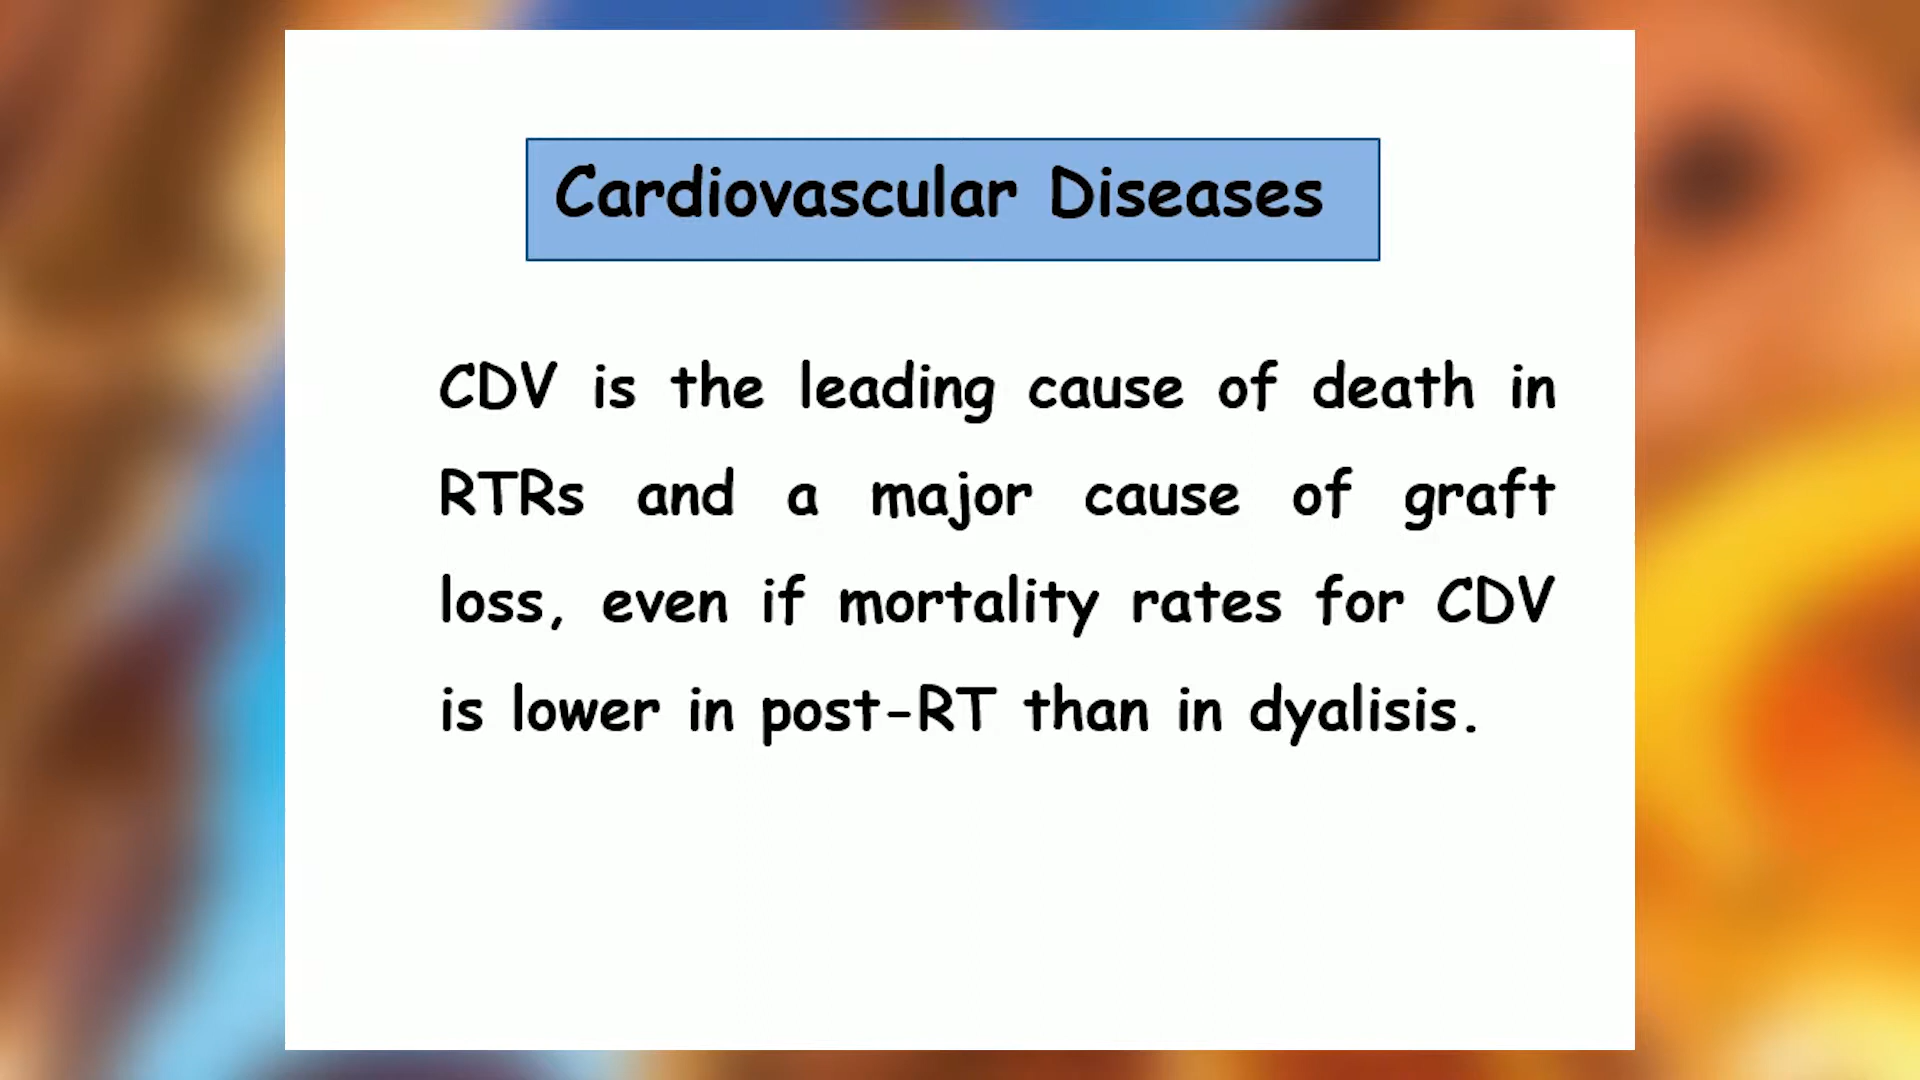 Cardiovascular Diseases
CDV is the leading cause of death in
RTRs and a major cause of graft
loss, even if mortality rates for CDV
is lower in post-RT than in dyalisis.